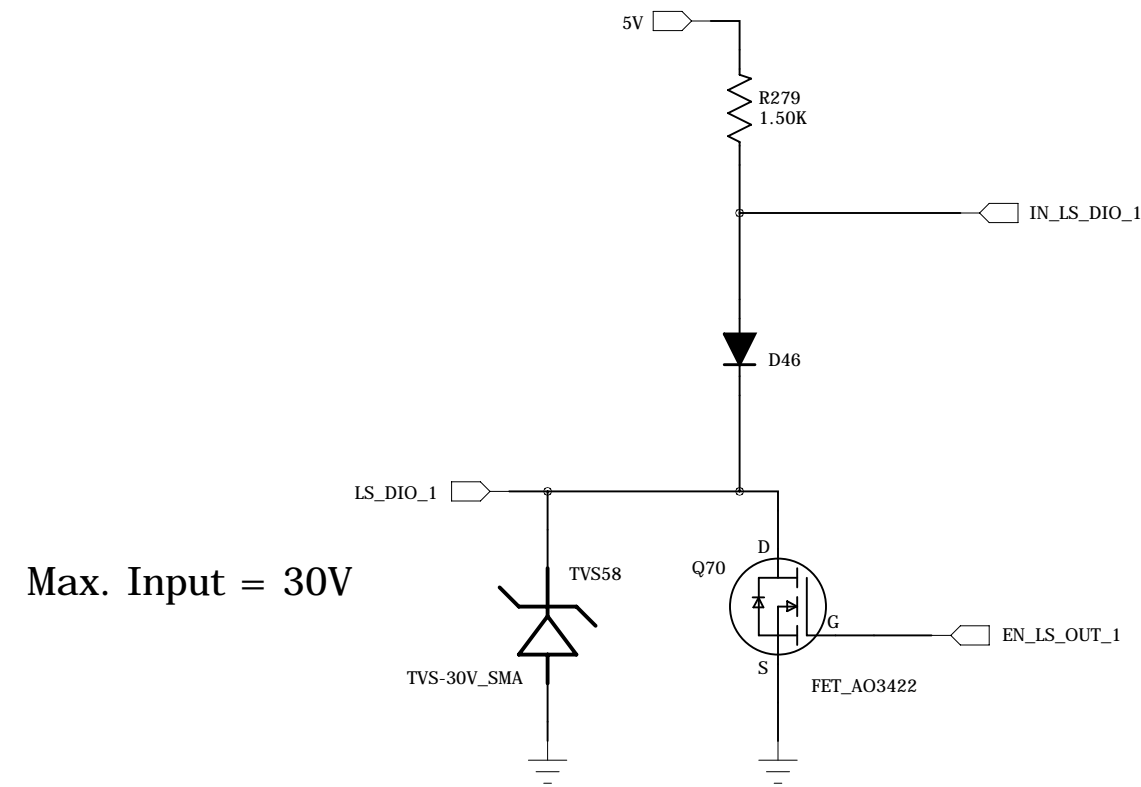 5V
R279
1.50K
IN_LS_DIO_1
D46
LS_DIO_1
D
Q70
TVS58
Max. Input = 30V
G
EN_LS_OUT_1
S
TVS-30V_SMA
FET_AO3422